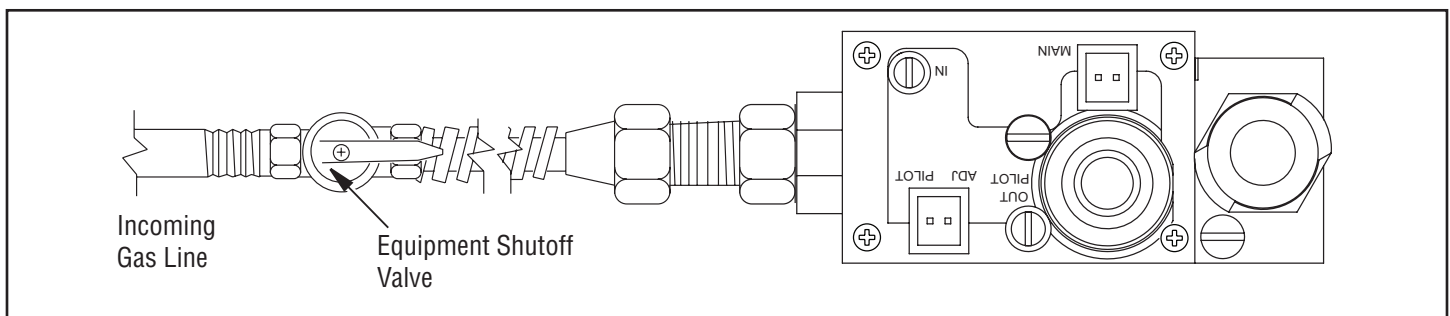 MAIN
IN
PILOT ADJ
PILOT
OUT
Incoming
Gas Line
Equipment Shutoff
Valve